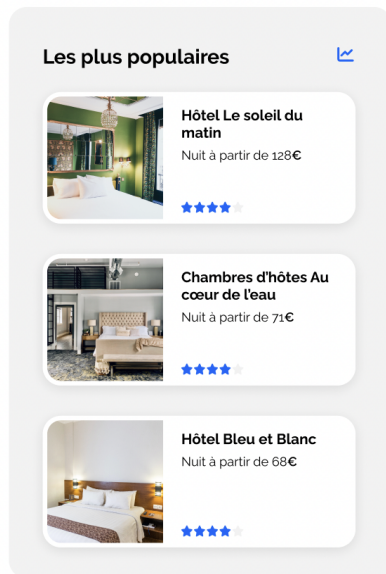 Les plus populaires
Hôtel Le soleil du
matin
Nuit à partir de 128€
Chambres d’hôtes Au
cœur de l’eau
Nuit à partir de 71€
Hôtel Bleu et Blanc
Nuit à partir de 68€